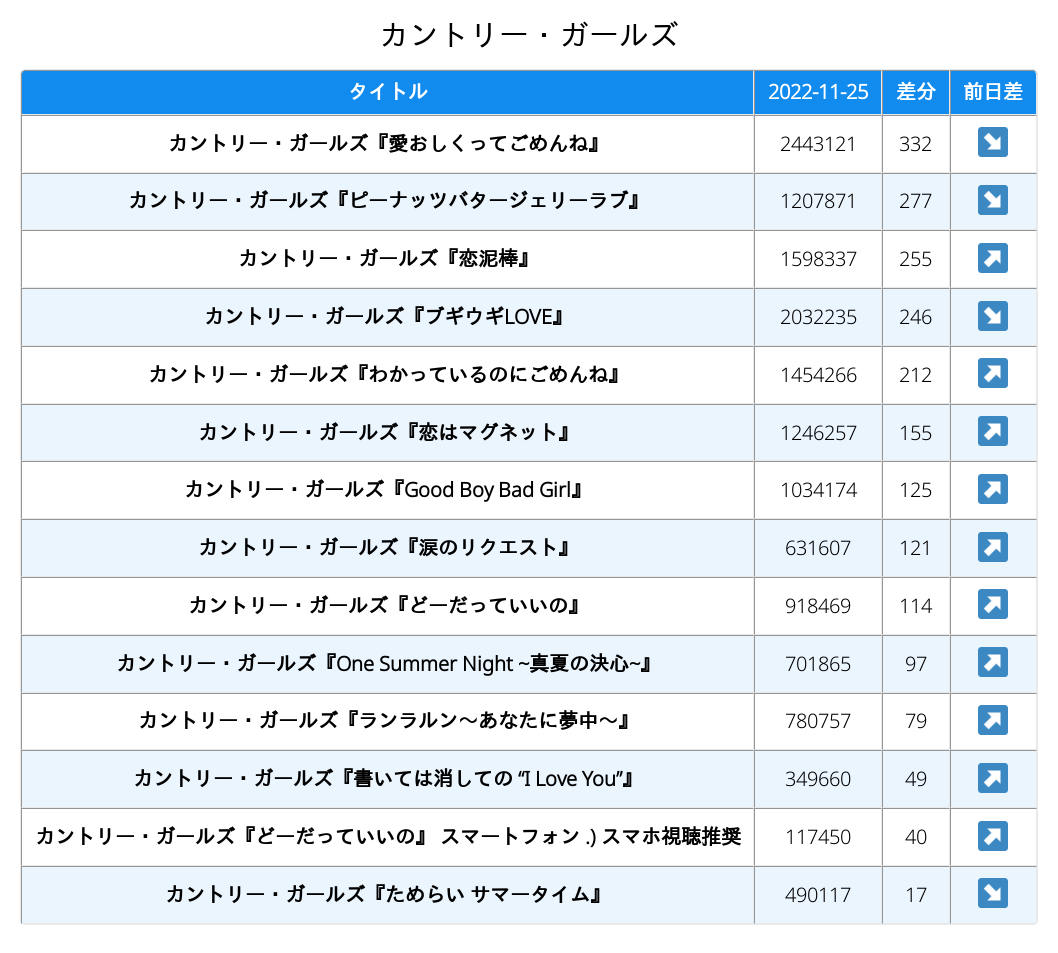 カントリー・ガールズ
タイトル 2022-11-25 差分 前日差
カントリー・ガールズ『愛おしくってごめんね』 2443121 332
カントリー・ガールズ『ピーナッツバタージェリーラブ』 1207871 277
カントリー・ガールズ『恋泥棒』 1598337 255
カントリー・ガールズ『ブギウギLOVE』 2032235 246
カントリー・ガールズ『わかっているのにごめんね』 1454266 212
カントリー・ガールズ『恋はマグネット』 1246257 155
カントリー・ガールズ『Good Boy Bad Girl』 1034174 125
カントリー・ガールズ『涙のリクエスト』 631607 121
カントリー・ガールズ『どーだっていいの』 918469 114
カントリー・ガールズ『One Summer Night ~真夏の決心~』 701865 97
カントリー・ガールズ『ランラルン～あなたに夢中～』 780757 79
カントリー・ガールズ『書いては消しての “I Love You”』 349660 49
カントリー・ガールズ『どーだっていいの』 スマートフォン .) スマホ視聴推奨 117450 40
カントリー・ガールズ『ためらい サマータイム』 490117 17